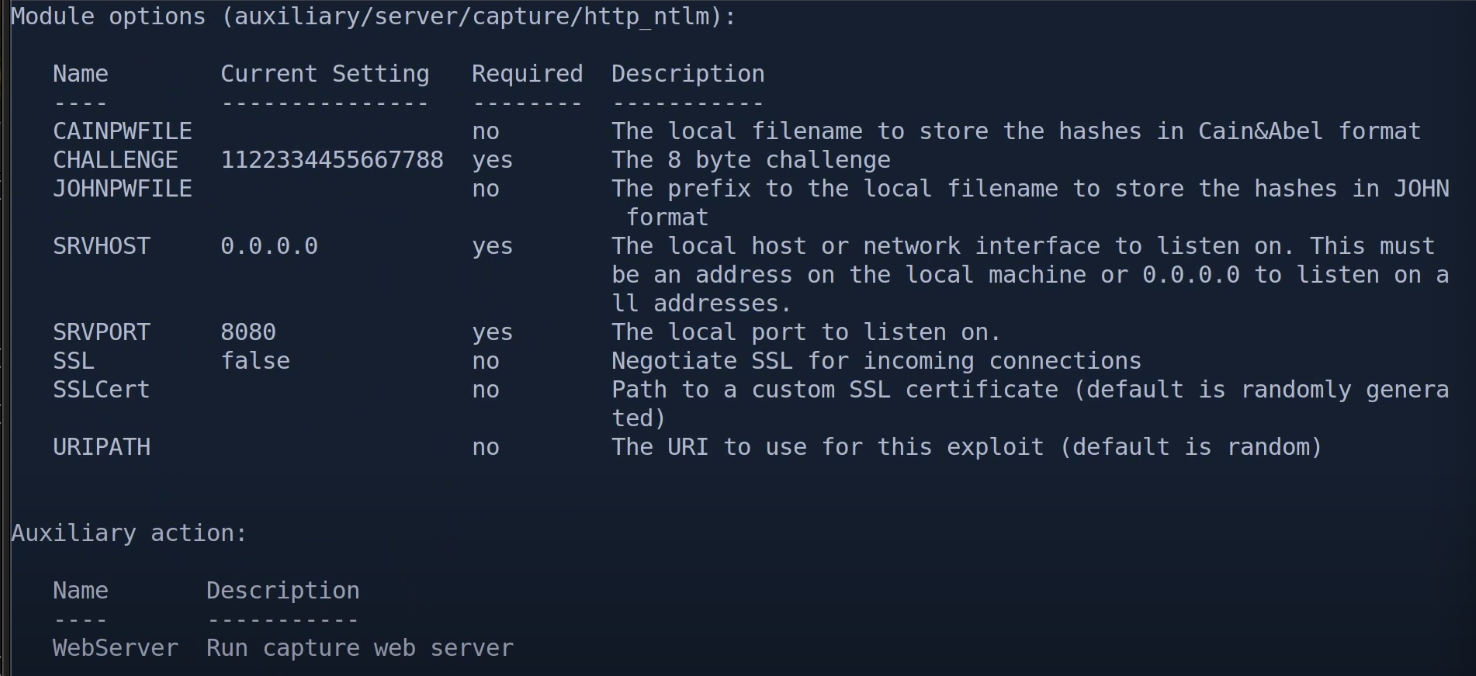 Module options (auxiliary/server/capture/http_ntlm):
Name Current Setting Required Description
---- --------------- -------- -----------
CAINPWFILE no The local filename to store the hashes in Cain&Abel format
CHALLENGE 1122334455667788 yes The 8 byte challenge
JOHNPWFILE no The prefix to the local filename to store the hashes in JOHN
format
SRVHOST 0.0.0.0 yes The local host or network interface to listen on. This must
be an address on the local machine or 0.0.0.0 to listen on a
ll addresses.
SRVPORT 8080 yes The local port to listen on.
SSL false no Negotiate SSL for incoming connections
SSLCert no Path to a custom SSL certificate (default is randomly genera
ted)
URIPATH no The URI to use for this exploit (default is random)
Auxiliary action:
Name Description
---- -----------
WebServer Run capture web server